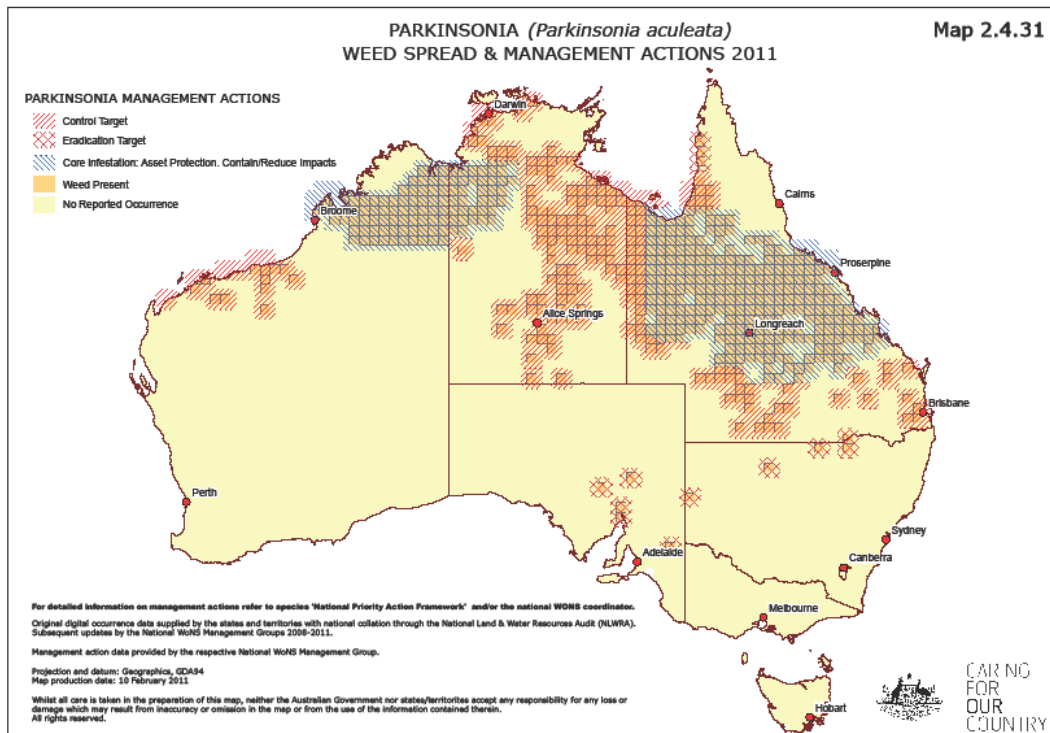 PARKINSONIA (Parkinsonia aculeata)
WEED SPREAD & MANAGEMENT ACTIONS 2011
Map 2.4.31
PARKINSONIA MANAGEMENT ACTIONS
Control Target
Eradication Target
Core Infestation: Asset Protection. Contain/Reduce Impacts
Weed Present
No Reported Occurrence
Darwin
Cairns
Broome
Proserpine
Alice Springs
Longreach
Brisbane
Perth
Sydney
Adelaide
Canberra
Melbourne
Hobart
For detailed information on management actions refer to species 'National Priority Action Framework' and/or the national WONS coordinator.
Original digital occurrence data supplied by the states and territories with national collation through the National Land & Water Resources Audit (NLWRA).
Subsequent updates by the National WoNS Management Groups 2008-2011.
Management action data provided by the respective National WoNS Management Group.
Projection and datum: Geographics, GDA94
Map production date: 10 February 2011
Whilst all care is taken in the preparation of this map, neither the Australian Government nor states/territorites accept any responsibility for any loss or
damage which may result from inaccuracy or omission in the map or from the use of the information contained therein.
All rights reserved.
CARING
FOR
OUR
COUNTRY